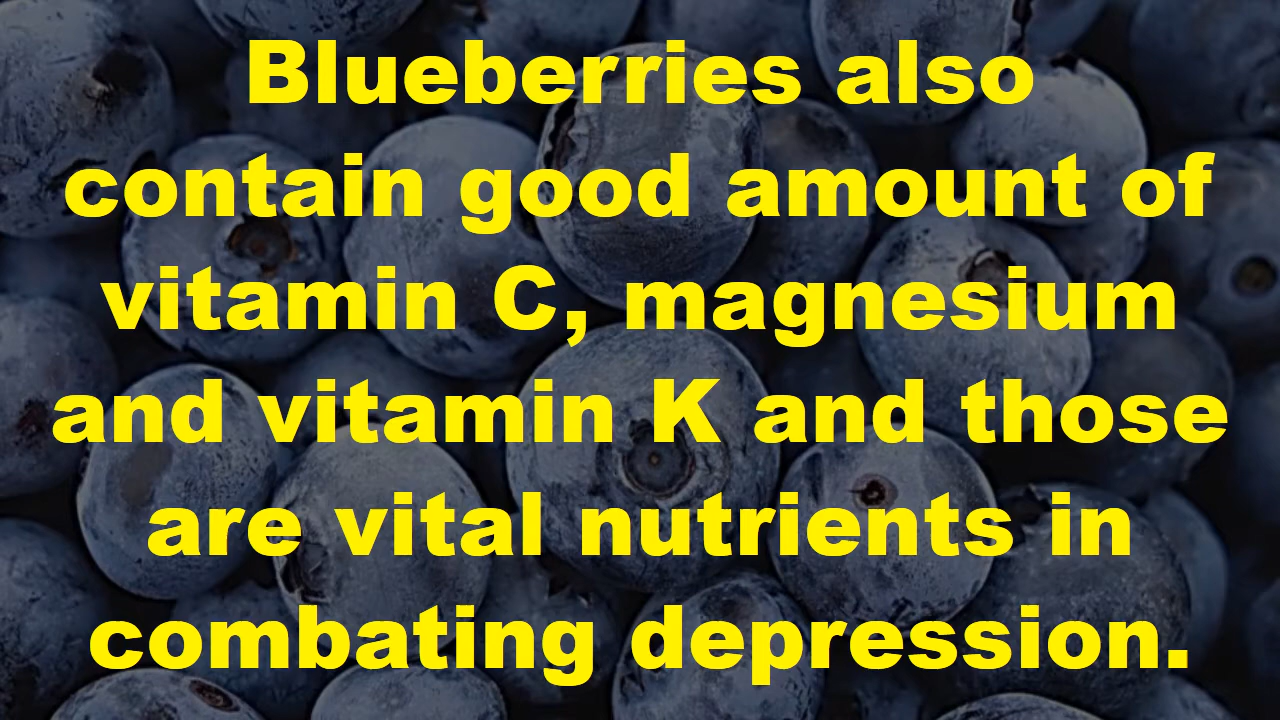 Blueberries also
contain good amount of
vitamin C, magnesium
and vitamin K and those
are vital nutrients in
combating depression.